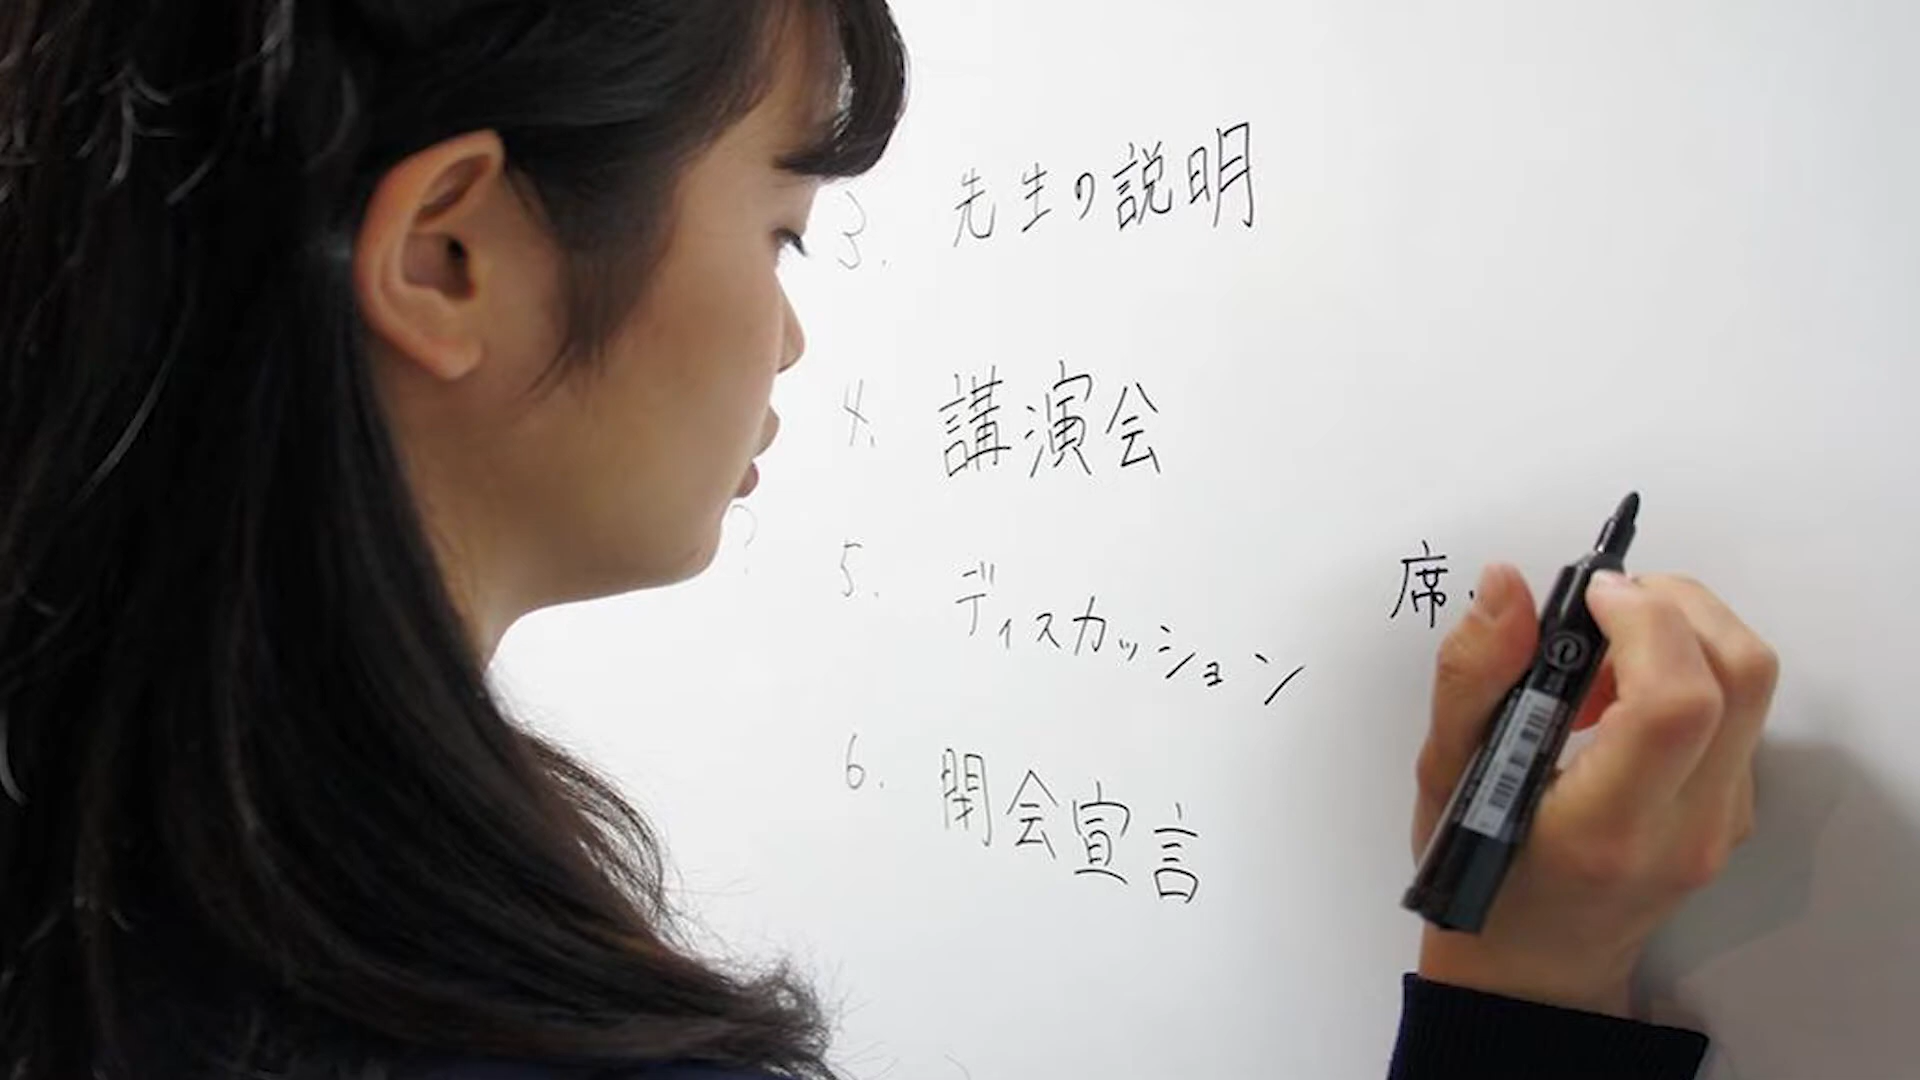 3. 先生の説明
4. 講演会
5. ディスカッション
席
6. 開会宣言